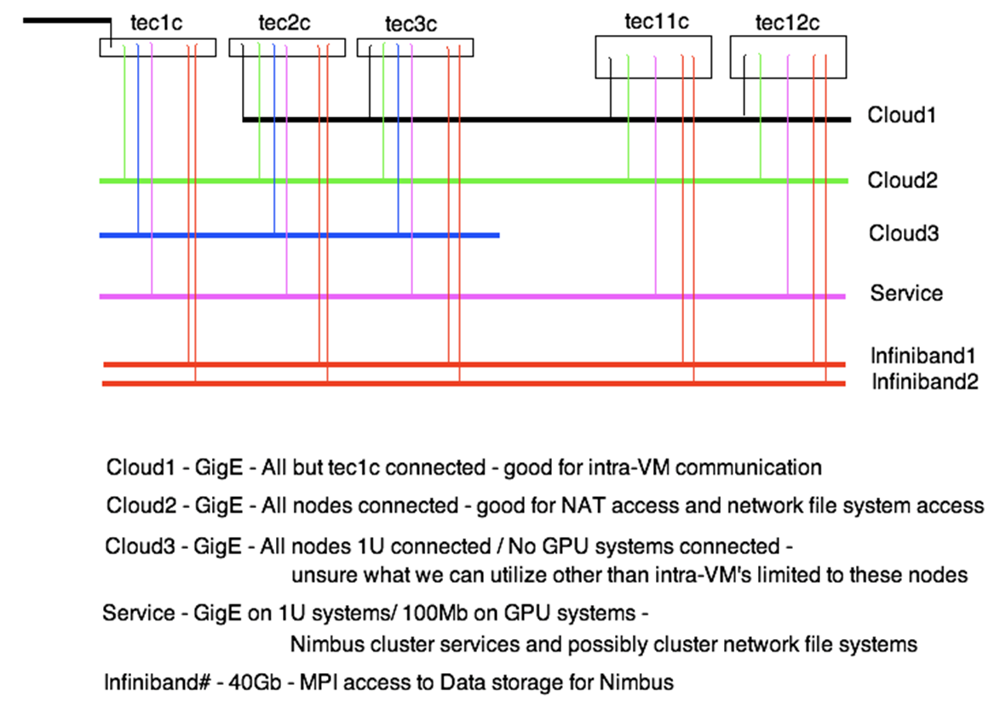 tec1c tec2c tec3c tec11c tec12c
Cloud1
Cloud2
Cloud3
Service
Infiniband1
Infiniband2
Cloud1 - GigE - All but tec1c connected - good for intra-VM communication
Cloud2 - GigE - All nodes connected - good for NAT access and network file system access
Cloud3 - GigE - All nodes 1U connected / No GPU systems connected -
unsure what we can utilize other than intra-VM's limited to these nodes
Service - GigE on 1U systems/ 100Mb on GPU systems -
Nimbus cluster services and possibly cluster network file systems
Infiniband# - 40Gb - MPI access to Data storage for Nimbus